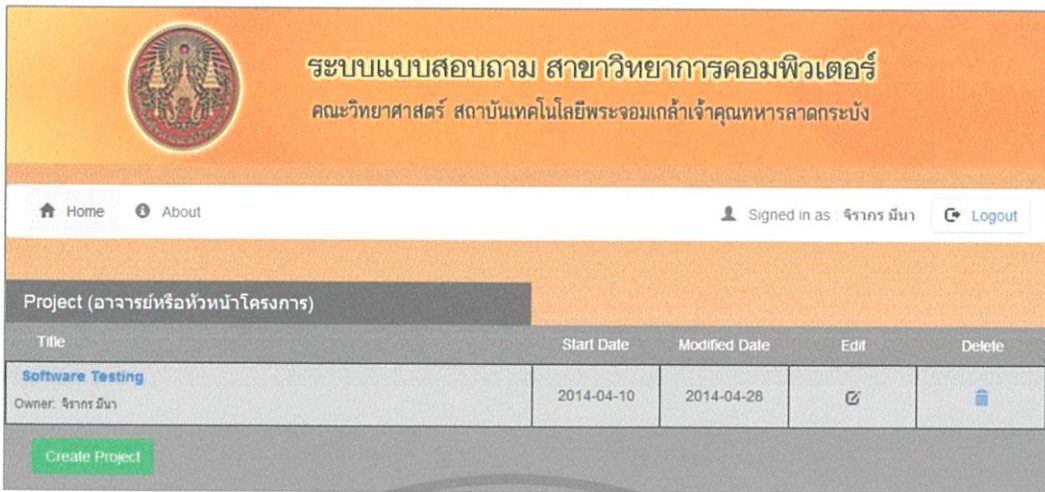 ระบบแบบสอบถาม สาขาวิทยาการคอมพิวเตอร์
คณะวิทยาศาสตร์ สถาบันเทคโนโลยีพระจอมเกล้าเจ้าคุณทหารลาดกระบัง
Home About Signed in as : จิรากร มีนา Logout
Project (อาจารย์หรือหัวหน้าโครงการ)
Title Start Date Modified Date Edit Delete
Software Testing
Owner: จิรากร มีนา 2014-04-10 2014-04-28
Create Project